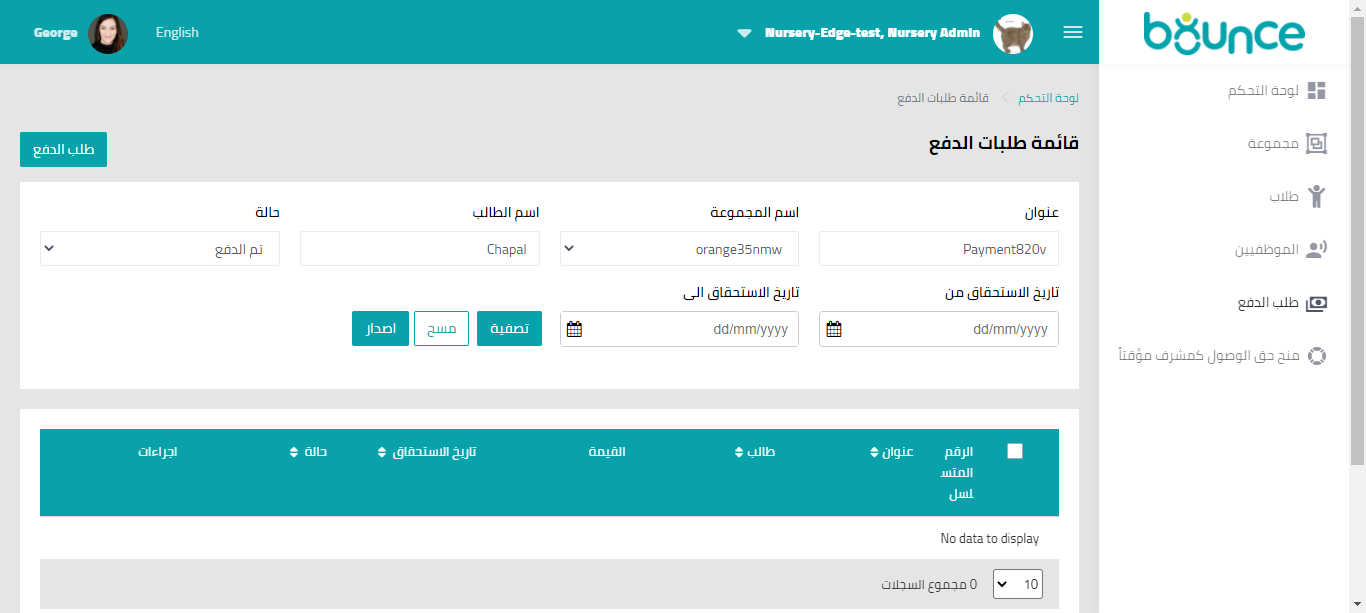 bounce
Nursery-Edge-test, Nursery Admin
English
George
لوحة التحكم
مجموعة
طلاب
الموظفيين
طلب الدفع
منح حق الوصول كمشرف مؤقتاً
لوحة التحكم
قائمة طلبات الدفع
قائمة طلبات الدفع
طلب الدفع
عنوان
اسم المجموعة
اسم الطالب
حالة
Payment820v
orange35nmw
Chapal
تم الدفع
تاريخ الاستحقاق من
تاريخ الاستحقاق الى
dd/mm/yyyy
dd/mm/yyyy
تصفية
مسح
اصدار
الرقم
المتس
لسل
عنوان
طالب
القيمة
تاريخ الاستحقاق
حالة
اجراءات
No data to display
10
0 مجموع السجلات